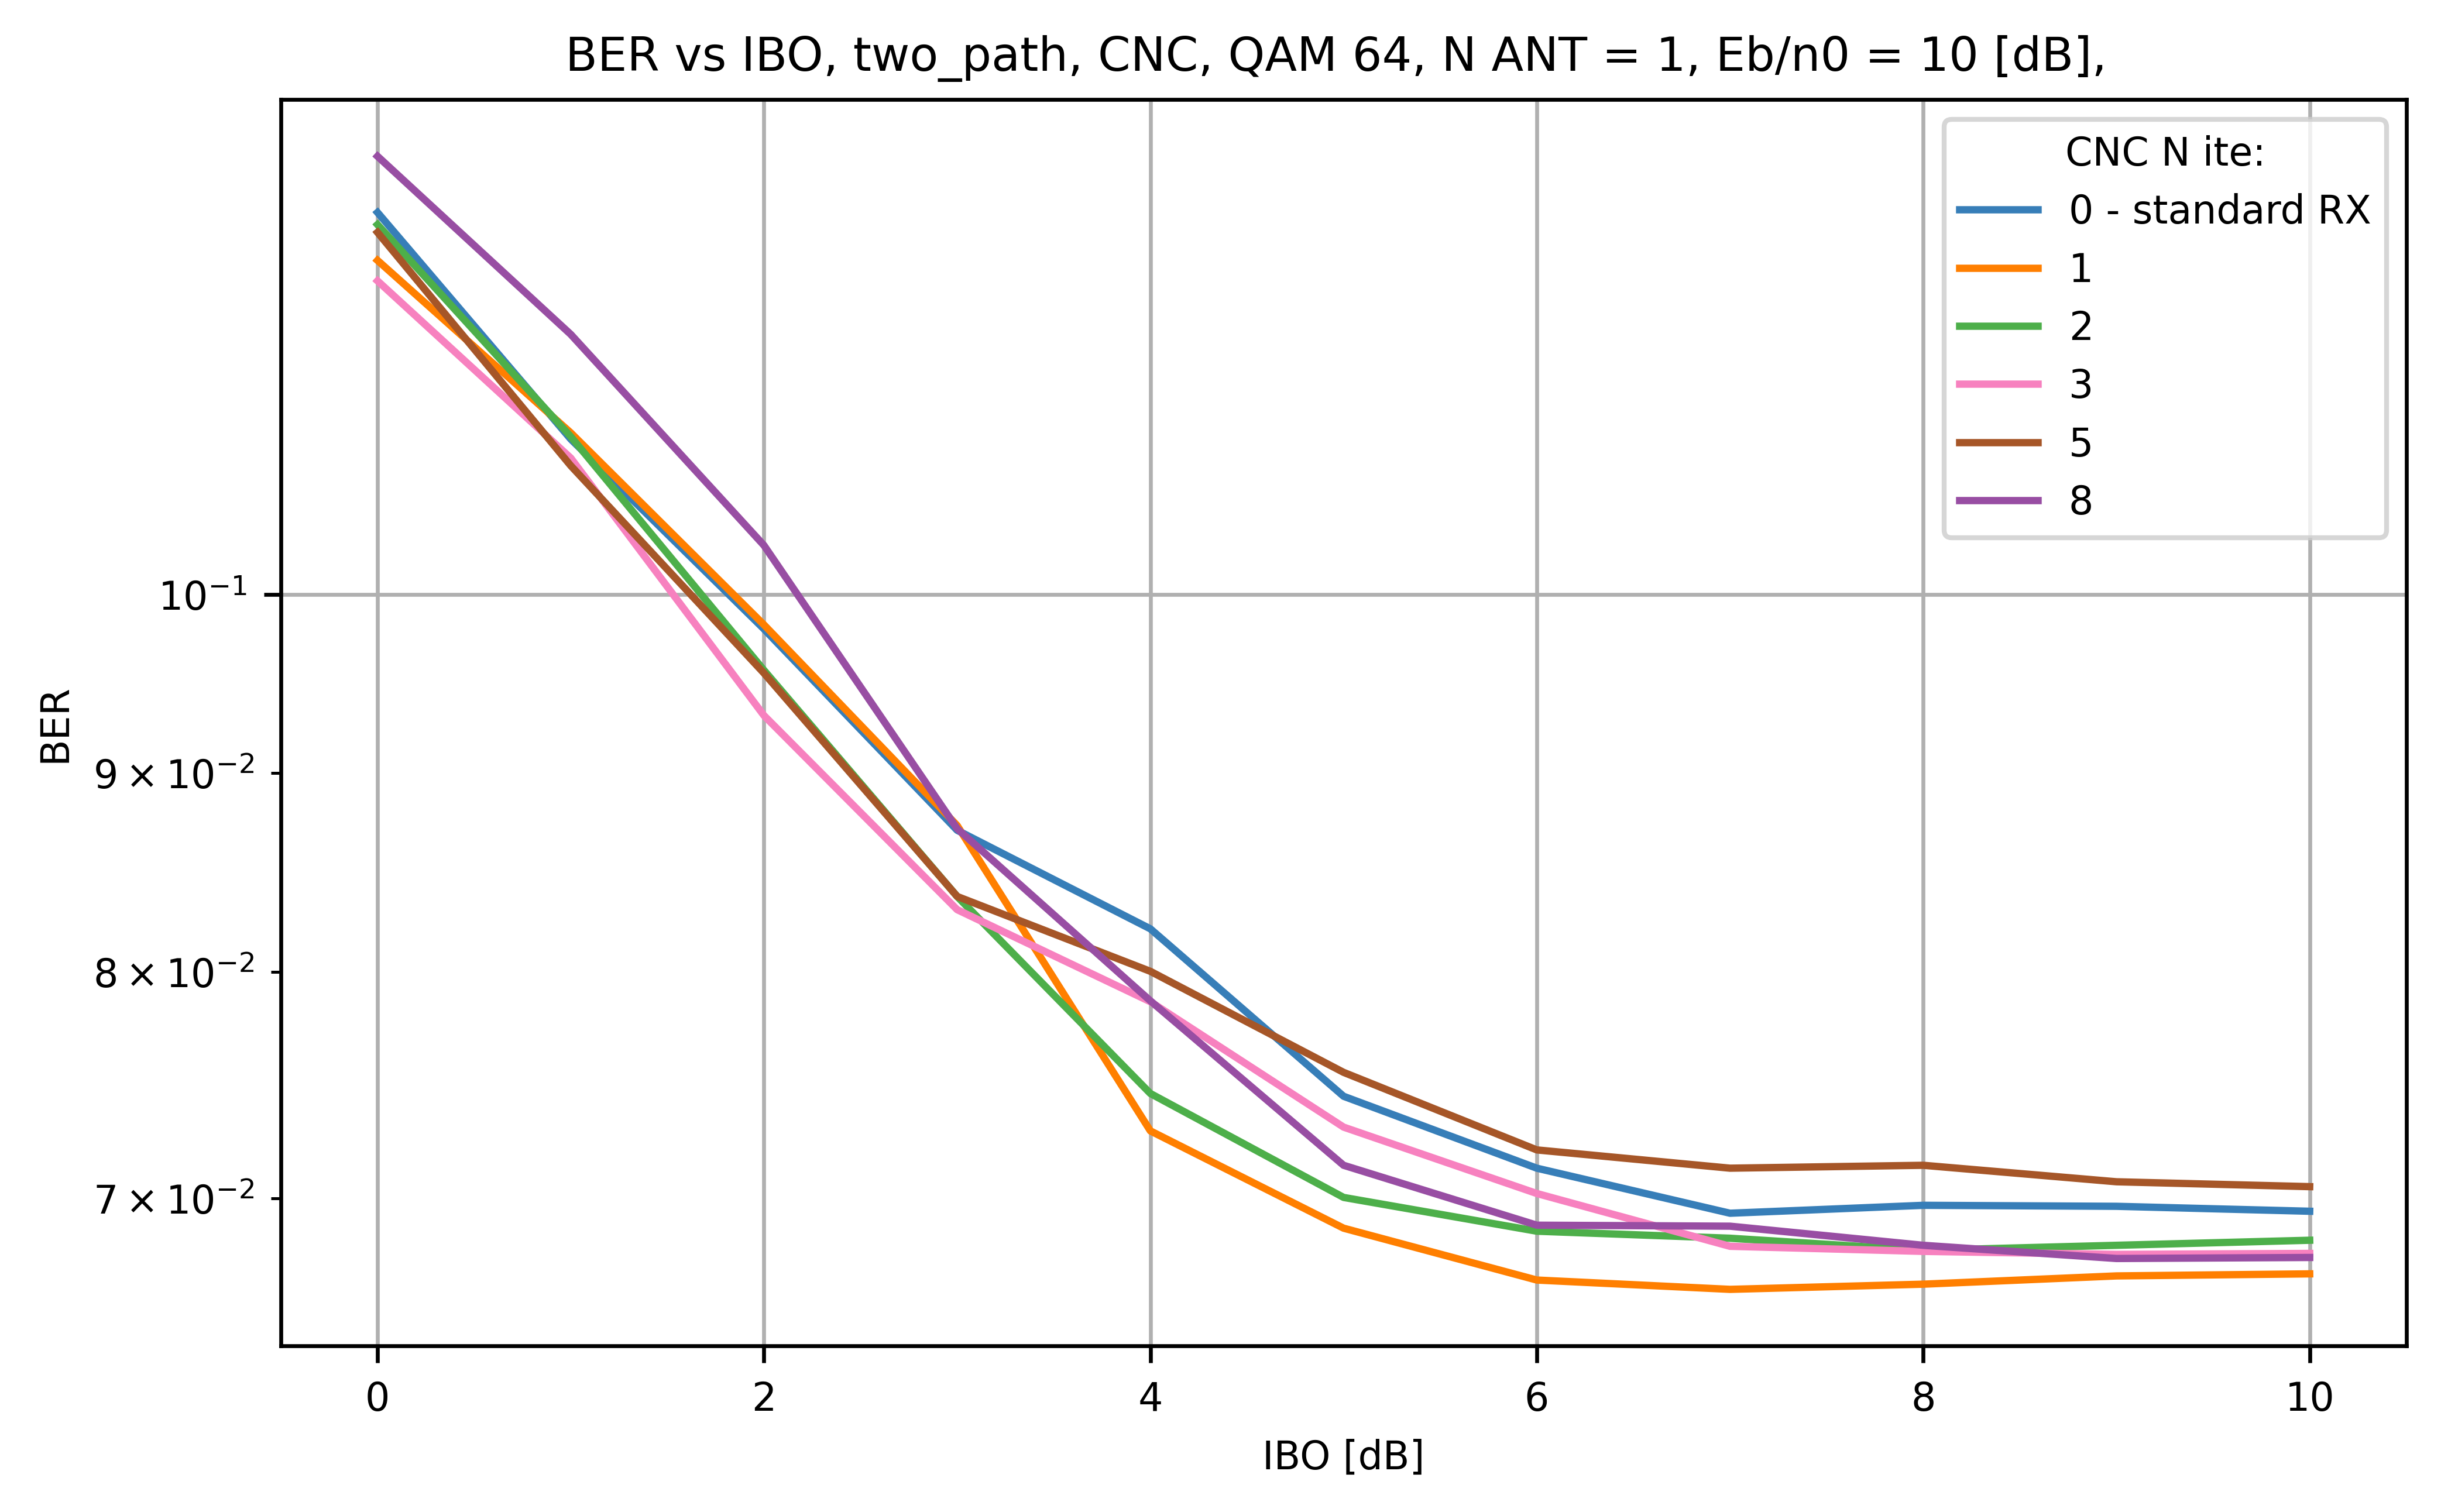 BER vs IBO, two_path, CNC, QAM 64, N ANT = 1, Eb/n0 = 10 [dB],
CNC N ite:
0 - standard RX
1
2
3
5
8
10⁻¹
9 × 10⁻²
8 × 10⁻²
7 × 10⁻²
BER
0 2 4 6 8 10
IBO [dB]